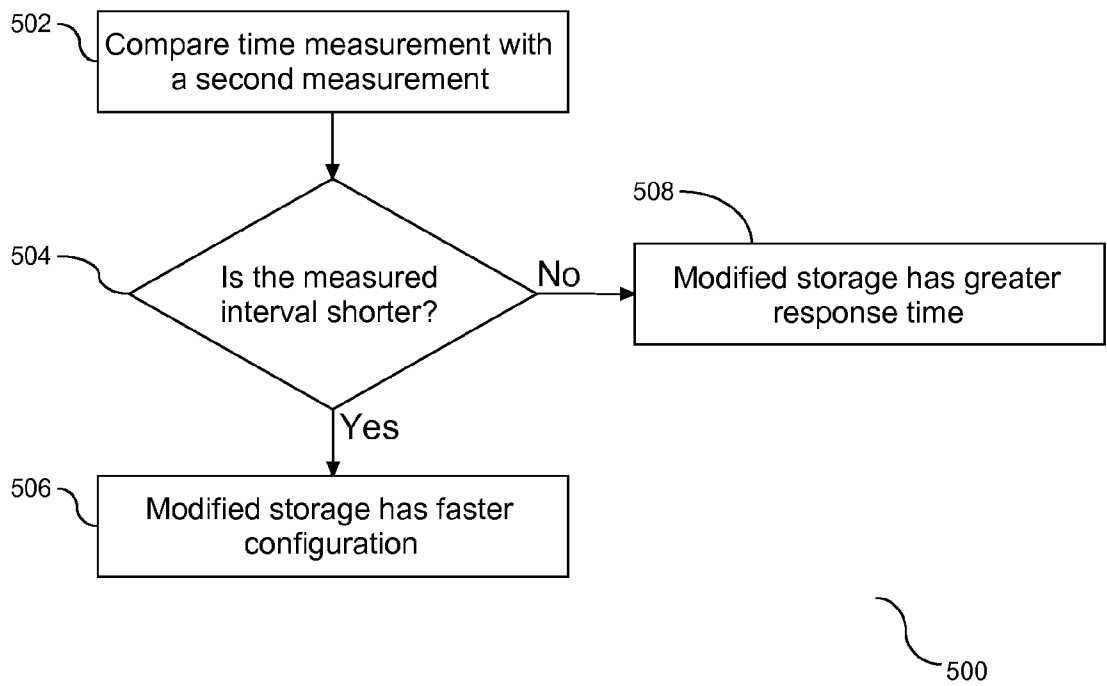 502
Compare time measurement with
a second measurement
504
Is the measured
interval shorter?
No
508
Modified storage has greater
response time
Yes
506
Modified storage has faster
configuration
500